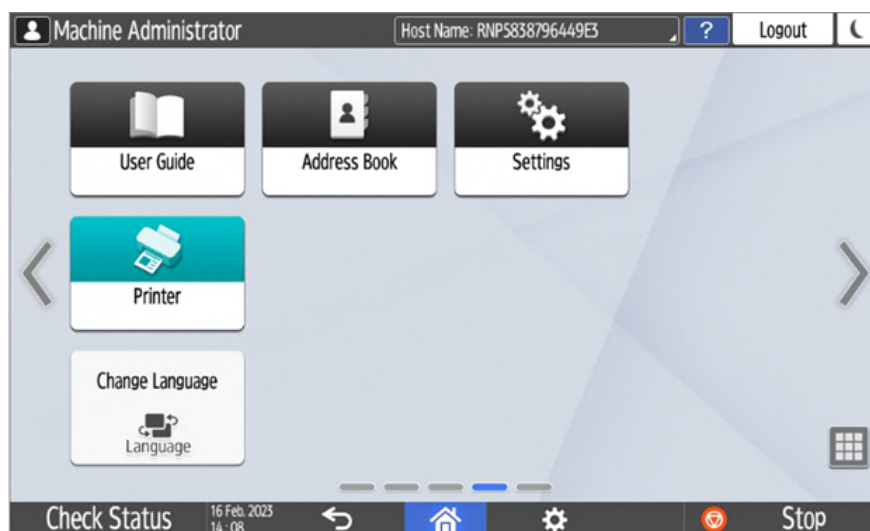 Machine Administrator
Host Name: RNP5838796449E3
?
Logout
User Guide
Address Book
Settings
Printer
Change Language
Language
Check Status
16 Feb. 2023
14 : 08
Stop